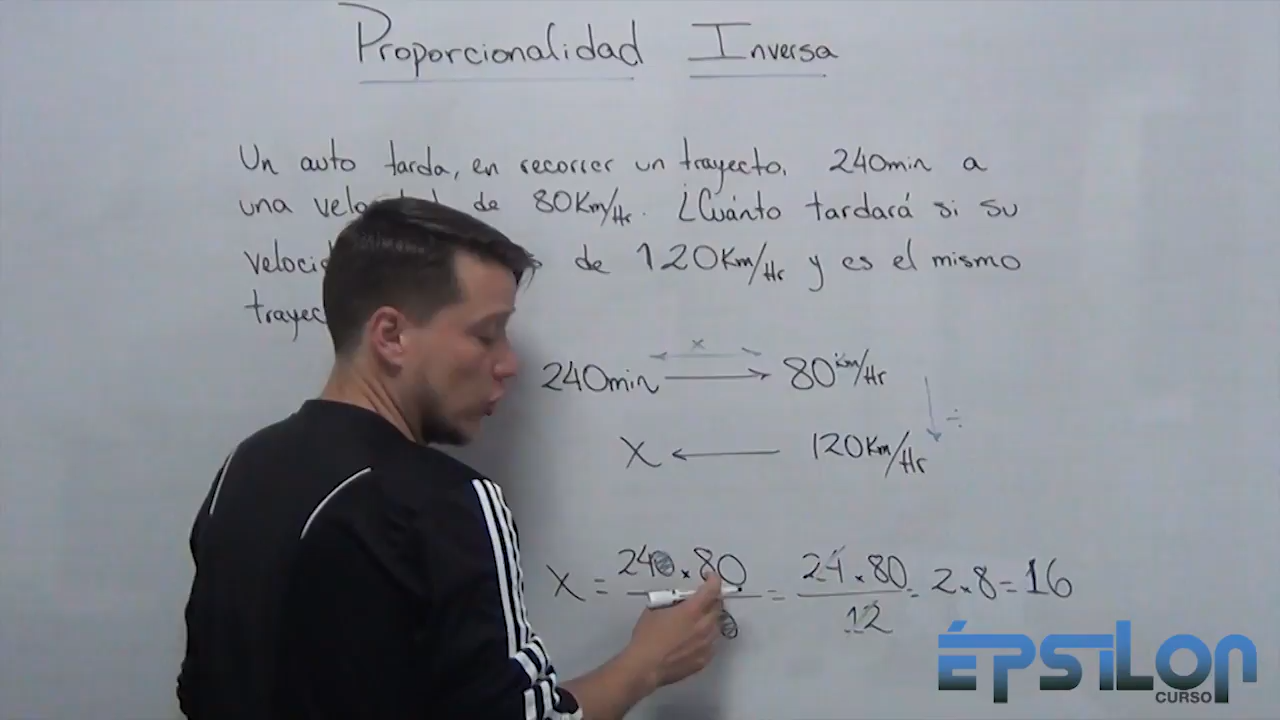 Proporcionalidad Inversa
Un auto tarda, en recorrer un trayecto, 240min a
una de 80Km/Hr. ¿Cuánto tardará si su
de 120Km/Hr y es el mismo
240min x 80Km/Hr
÷
X 120Km/Hr
X = 240 x 80 = 24 x 80 / 12 = 2 x 8 = 16
ÉPSILON
CURSO